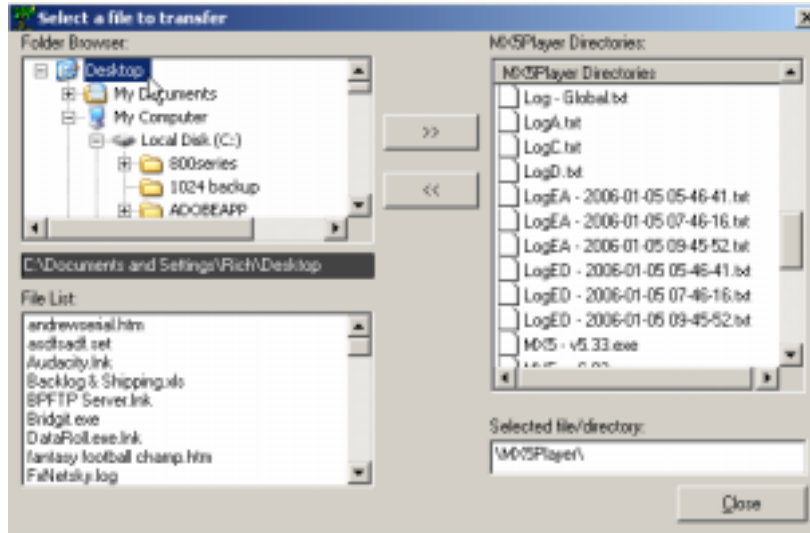 Select a file to transfer
Folder Browser:
Desktop
My Documents
My Computer
Local Disk (C:)
800series
1024 backup
ADOBEAPP
C:\Documents and Settings\Rich\Desktop
File List:
andrewserial.htm
asdfsadf.set
Audacity.lnk
Backlog & Shipping.xls
BPFTP Server.lnk
Bridgit.exe
DataRoll.exe.lnk
fantasy football champ.htm
FxNetsky.log
>>
<<
MX5Player Directories:
MX5Player Directories
Log - Global.txt
LogA.txt
LogC.txt
LogD.txt
LogEA - 2006-01-05 05-46-41.txt
LogEA - 2006-01-05 07-46-16.txt
LogEA - 2006-01-05 09-45-52.txt
LogED - 2006-01-05 05-46-41.txt
LogED - 2006-01-05 07-46-16.txt
LogED - 2006-01-05 09-45-52.txt
MX5 - v5.33.exe
Selected file/directory:
\MX5Player\
Close